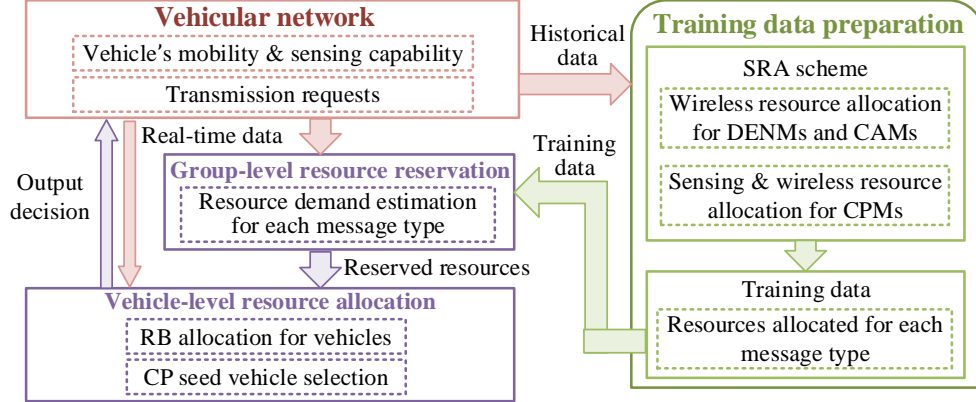 Vehicular network
Vehicle's mobility & sensing capability
Transmission requests
Historical
data
Real-time data
Output
decision
Group-level resource reservation
Resource demand estimation
for each message type
Training
data
Reserved resources
Vehicle-level resource allocation
RB allocation for vehicles
CP seed vehicle selection
Training data preparation
SRA scheme
Wireless resource allocation
for DENMs and CAMs
Sensing & wireless resource
allocation for CPMs
Training data
Resources allocated for each
message type